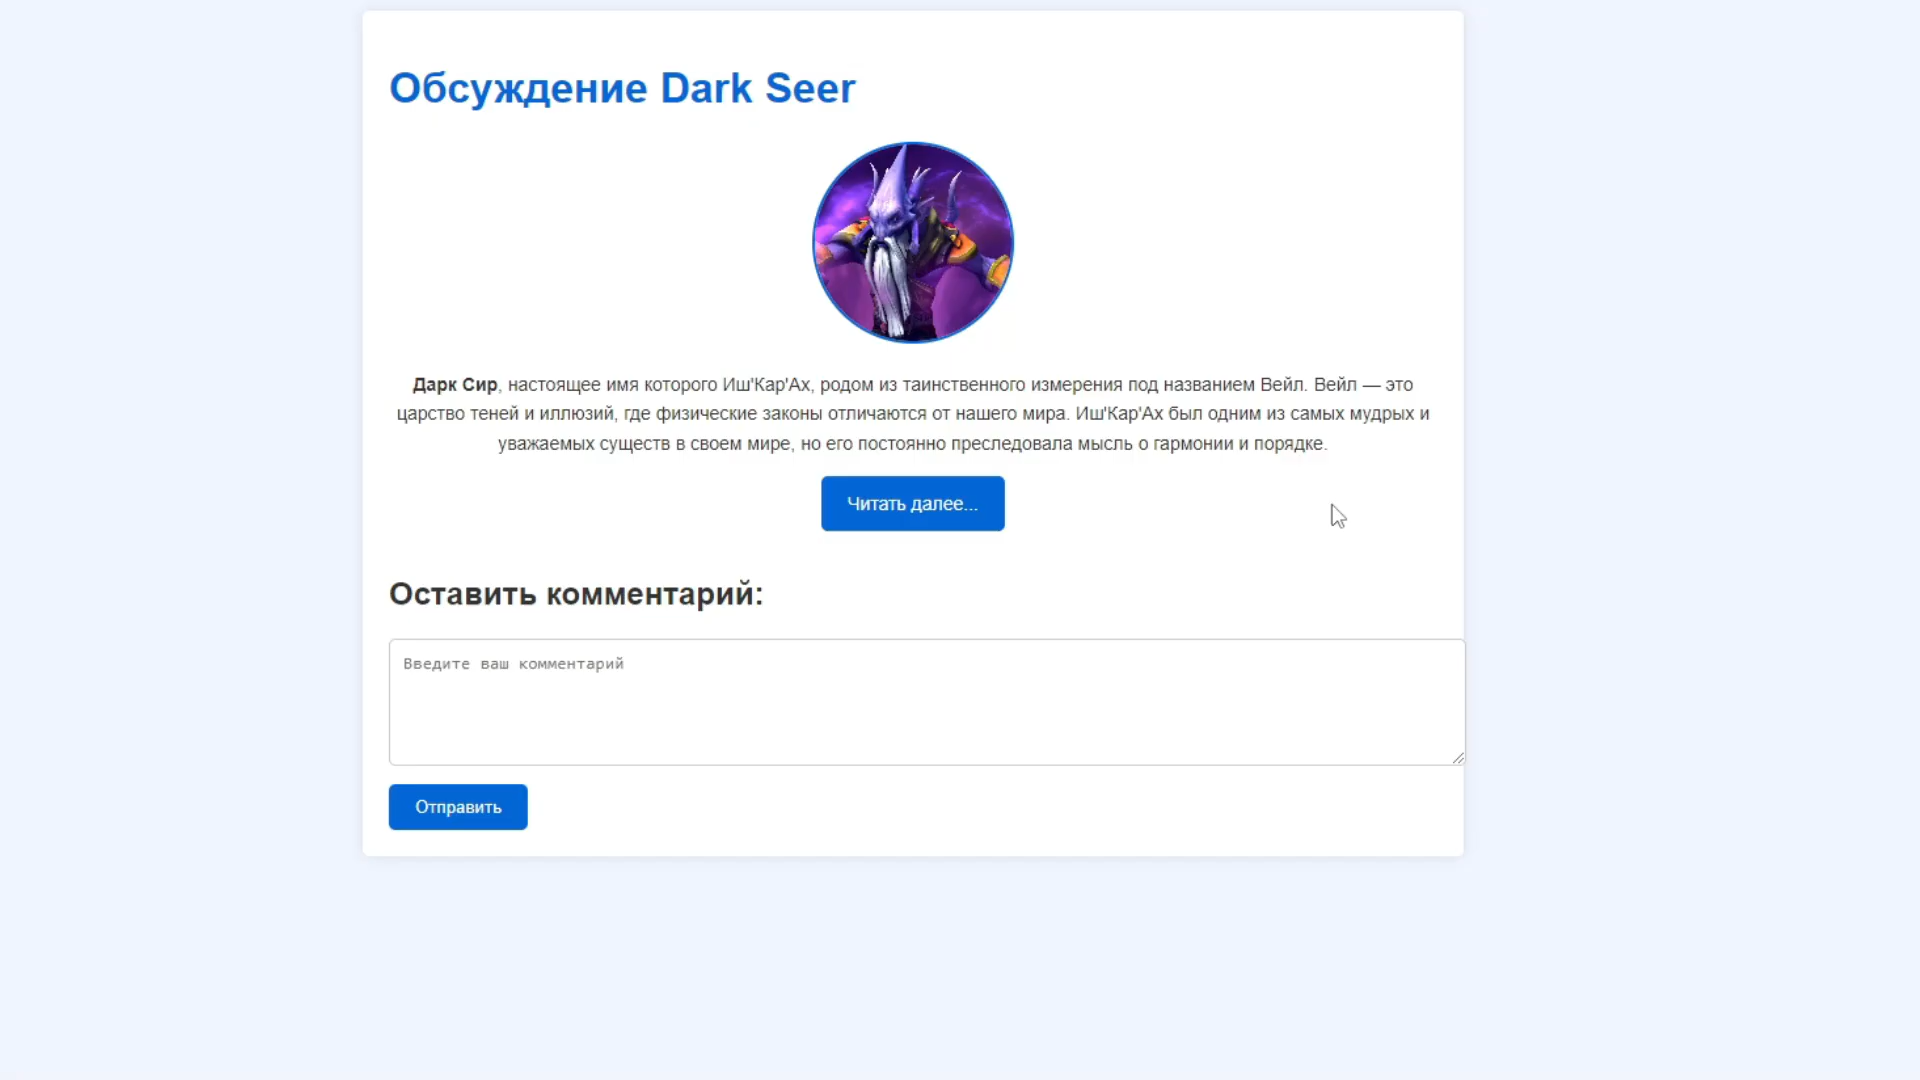 Обсуждение Dark Seer
Дарк Сир, настоящее имя которого Иш'Кар'Ах, родом из таинственного измерения под названием Вейл. Вейл — это
царство теней и иллюзий, где физические законы отличаются от нашего мира. Иш'Кар'Ах был одним из самых мудрых и
уважаемых существ в своем мире, но его постоянно преследовала мысль о гармонии и порядке.
Читать далее...
Оставить комментарий:
Введите ваш комментарий
Отправить